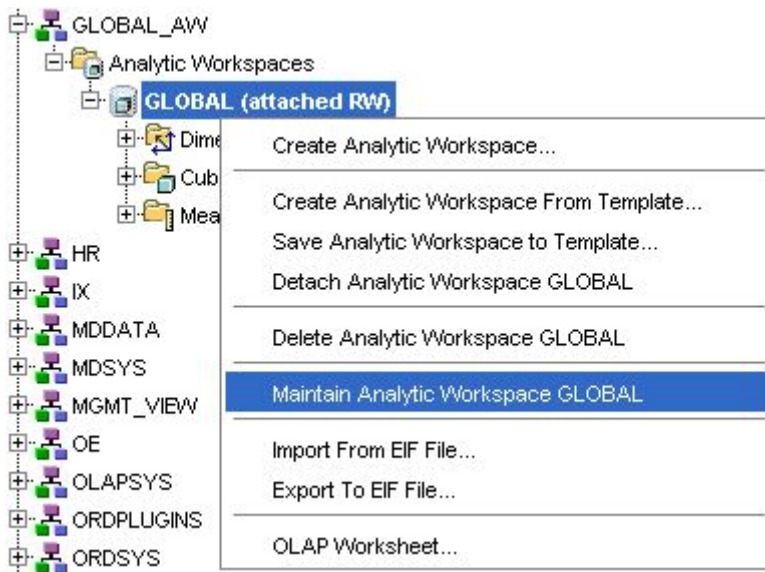 GLOBAL_AW
Analytic Workspaces
GLOBAL (attached RW)
Dime
Create Analytic Workspace...
Cub
Create Analytic Workspace From Template...
Mea
Save Analytic Workspace to Template...
HR
Detach Analytic Workspace GLOBAL
IX
MDDATA
Delete Analytic Workspace GLOBAL
MDSYS
Maintain Analytic Workspace GLOBAL
MGMT_VIEW
OE
Import From EIF File...
OLAPSYS
Export To EIF File...
ORDPLUGINS
OLAP Worksheet...
ORDSYS